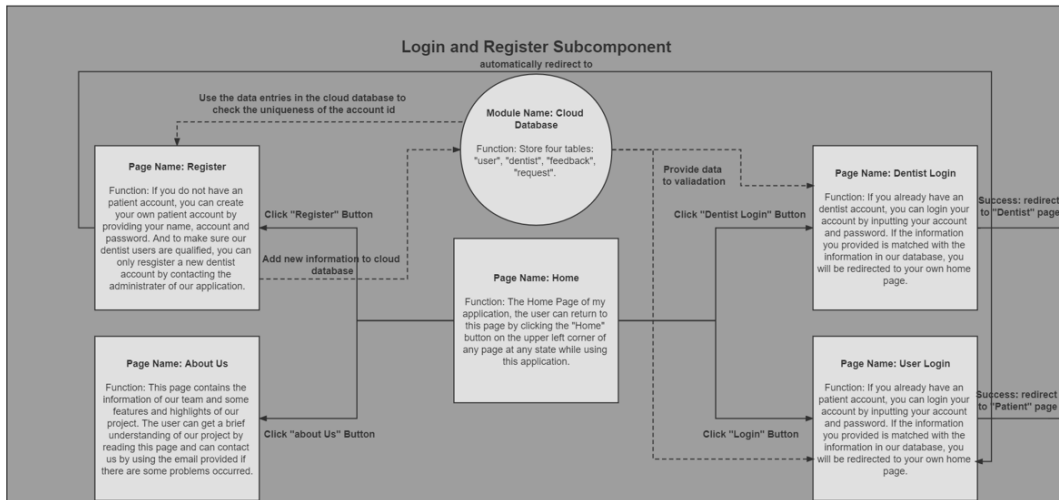 Login and Register Subcomponent
automatically redirect to
Use the data entries in the cloud database to
check the uniqueness of the account id
Module Name: Cloud
Database
Function: Store four tables:
"user", "dentist", "feedback",
"request".
Page Name: Register
Function: If you do not have an
patient account, you can create
your own patient account by
providing your name, account and
password. And to make sure our
dentist users are qualified, you can
only resgister a new dentist
account by contacting the
administrater of our application.
Click "Register" Button
Add new information to cloud
database
Provide data
to valiadation
Click "Dentist Login" Button
Page Name: Dentist Login
Function: If you already have an
dentist account, you can login your
account by inputting your account
and password. If the information
you provided is matched with the
information in our database, you
will be redirected to your own home
page.
Success: redirect
to "Dentist" page
Page Name: Home
Function: The Home Page of my
application, the user can return to
this page by clicking the "Home"
button on the upper left corner of
any page at any state while using
this application.
Page Name: About Us
Function: This page contains the
information of our team and some
features and highlights of our
project. The user can get a brief
understanding of our project by
reading this page and can contact
us by using the email provided if
there are some problems occurred.
Click "about Us" Button
Click "Login" Button
Page Name: User Login
Function: If you already have an
patient account, you can login your
account by inputting your account
and password. If the information
you provided is matched with the
information in our database, you
will be redirected to your own home
page.
Success: redirect
to "Patient" page